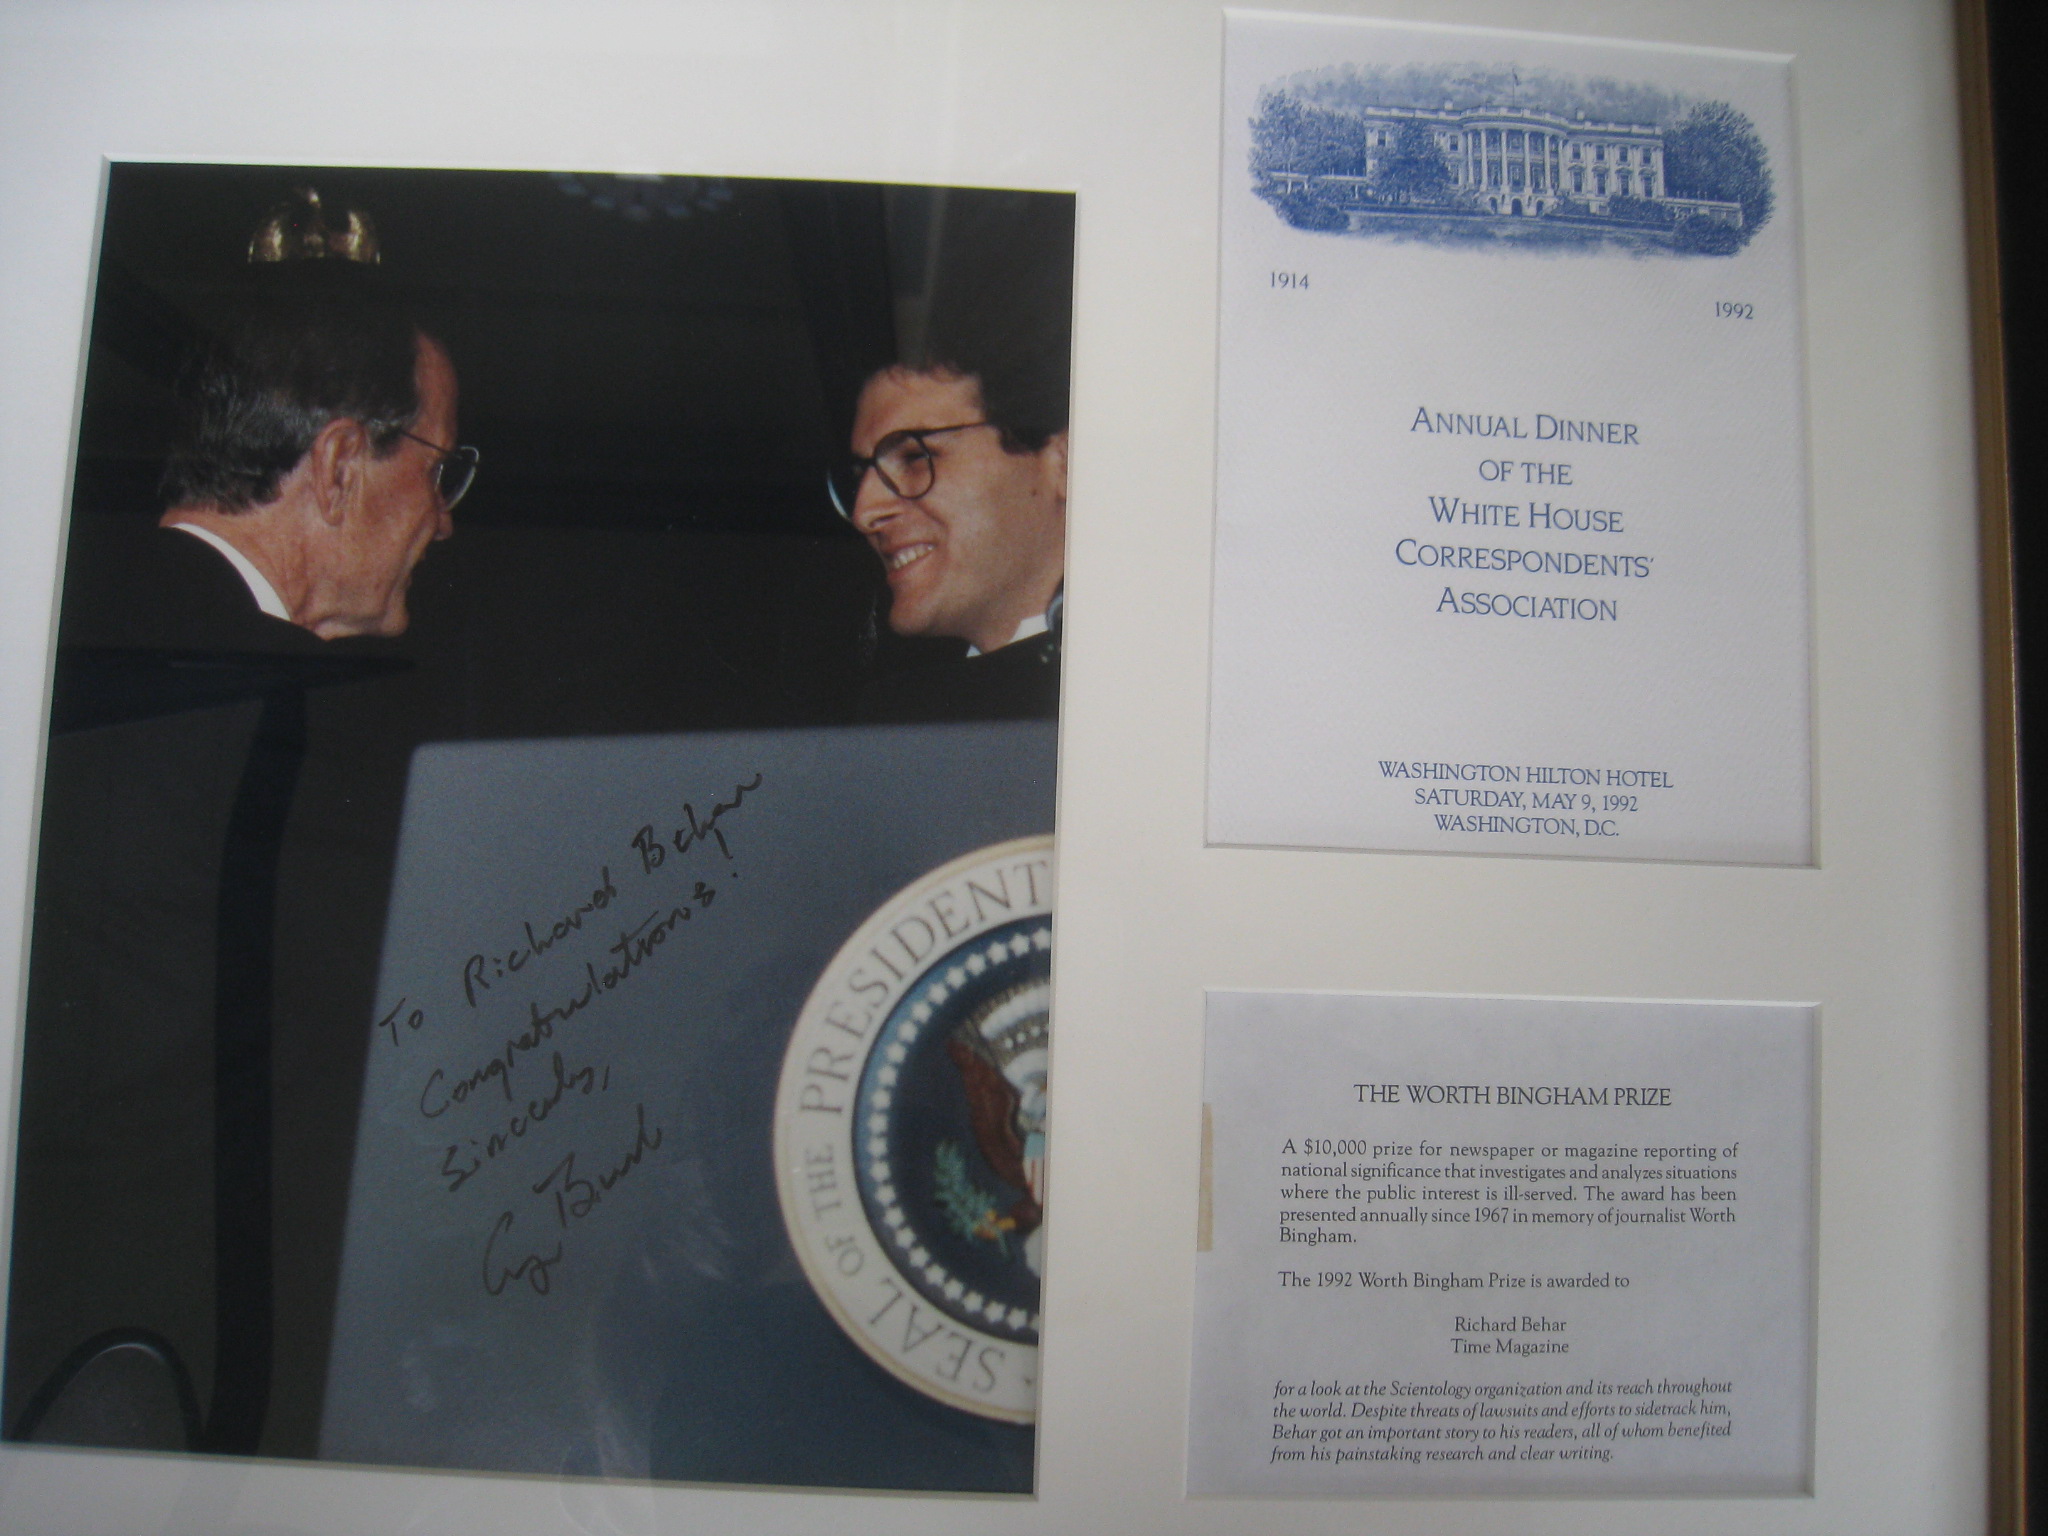 To Richard Behar
Congratulations!
Sincerely,
G Bush
SEAL OF THE PRESIDENT
1914
1992
ANNUAL DINNER
OF THE
WHITE HOUSE
CORRESPONDENTS'
ASSOCIATION
WASHINGTON HILTON HOTEL
SATURDAY, MAY 9, 1992
WASHINGTON, D.C.
THE WORTH BINGHAM PRIZE
A $10,000 prize for newspaper or magazine reporting of
national significance that investigates and analyzes situations
where the public interest is ill-served. The award has been
presented annually since 1967 in memory of journalist Worth
Bingham.
The 1992 Worth Bingham Prize is awarded to
Richard Behar
Time Magazine
for a look at the Scientology organization and its reach throughout
the world. Despite threats of lawsuits and efforts to sidetrack him,
Behar got an important story to his readers, all of whom benefited
from his painstaking research and clear writing.